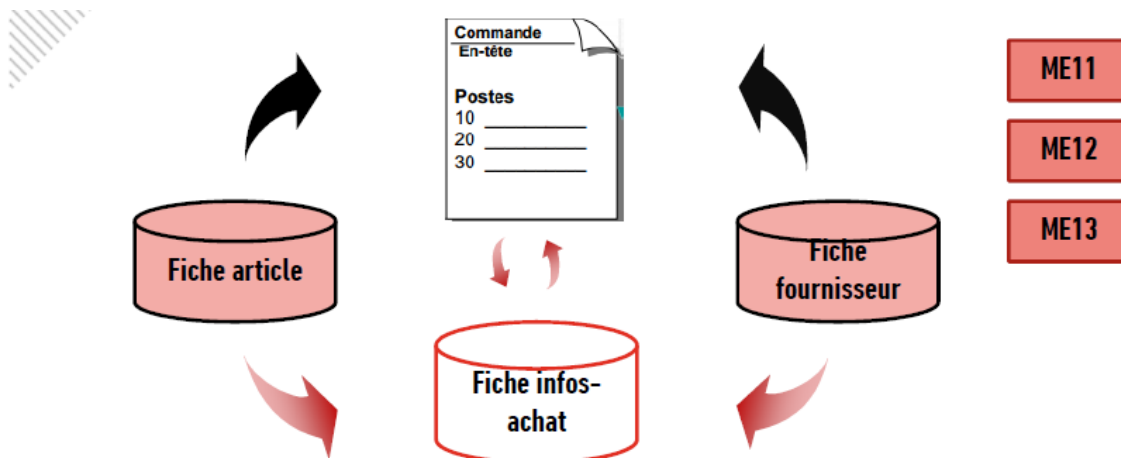 Commande
En-tête
Postes
10
20
30
Fiche article
Fiche
fournisseur
Fiche infos-
achat
ME11
ME12
ME13